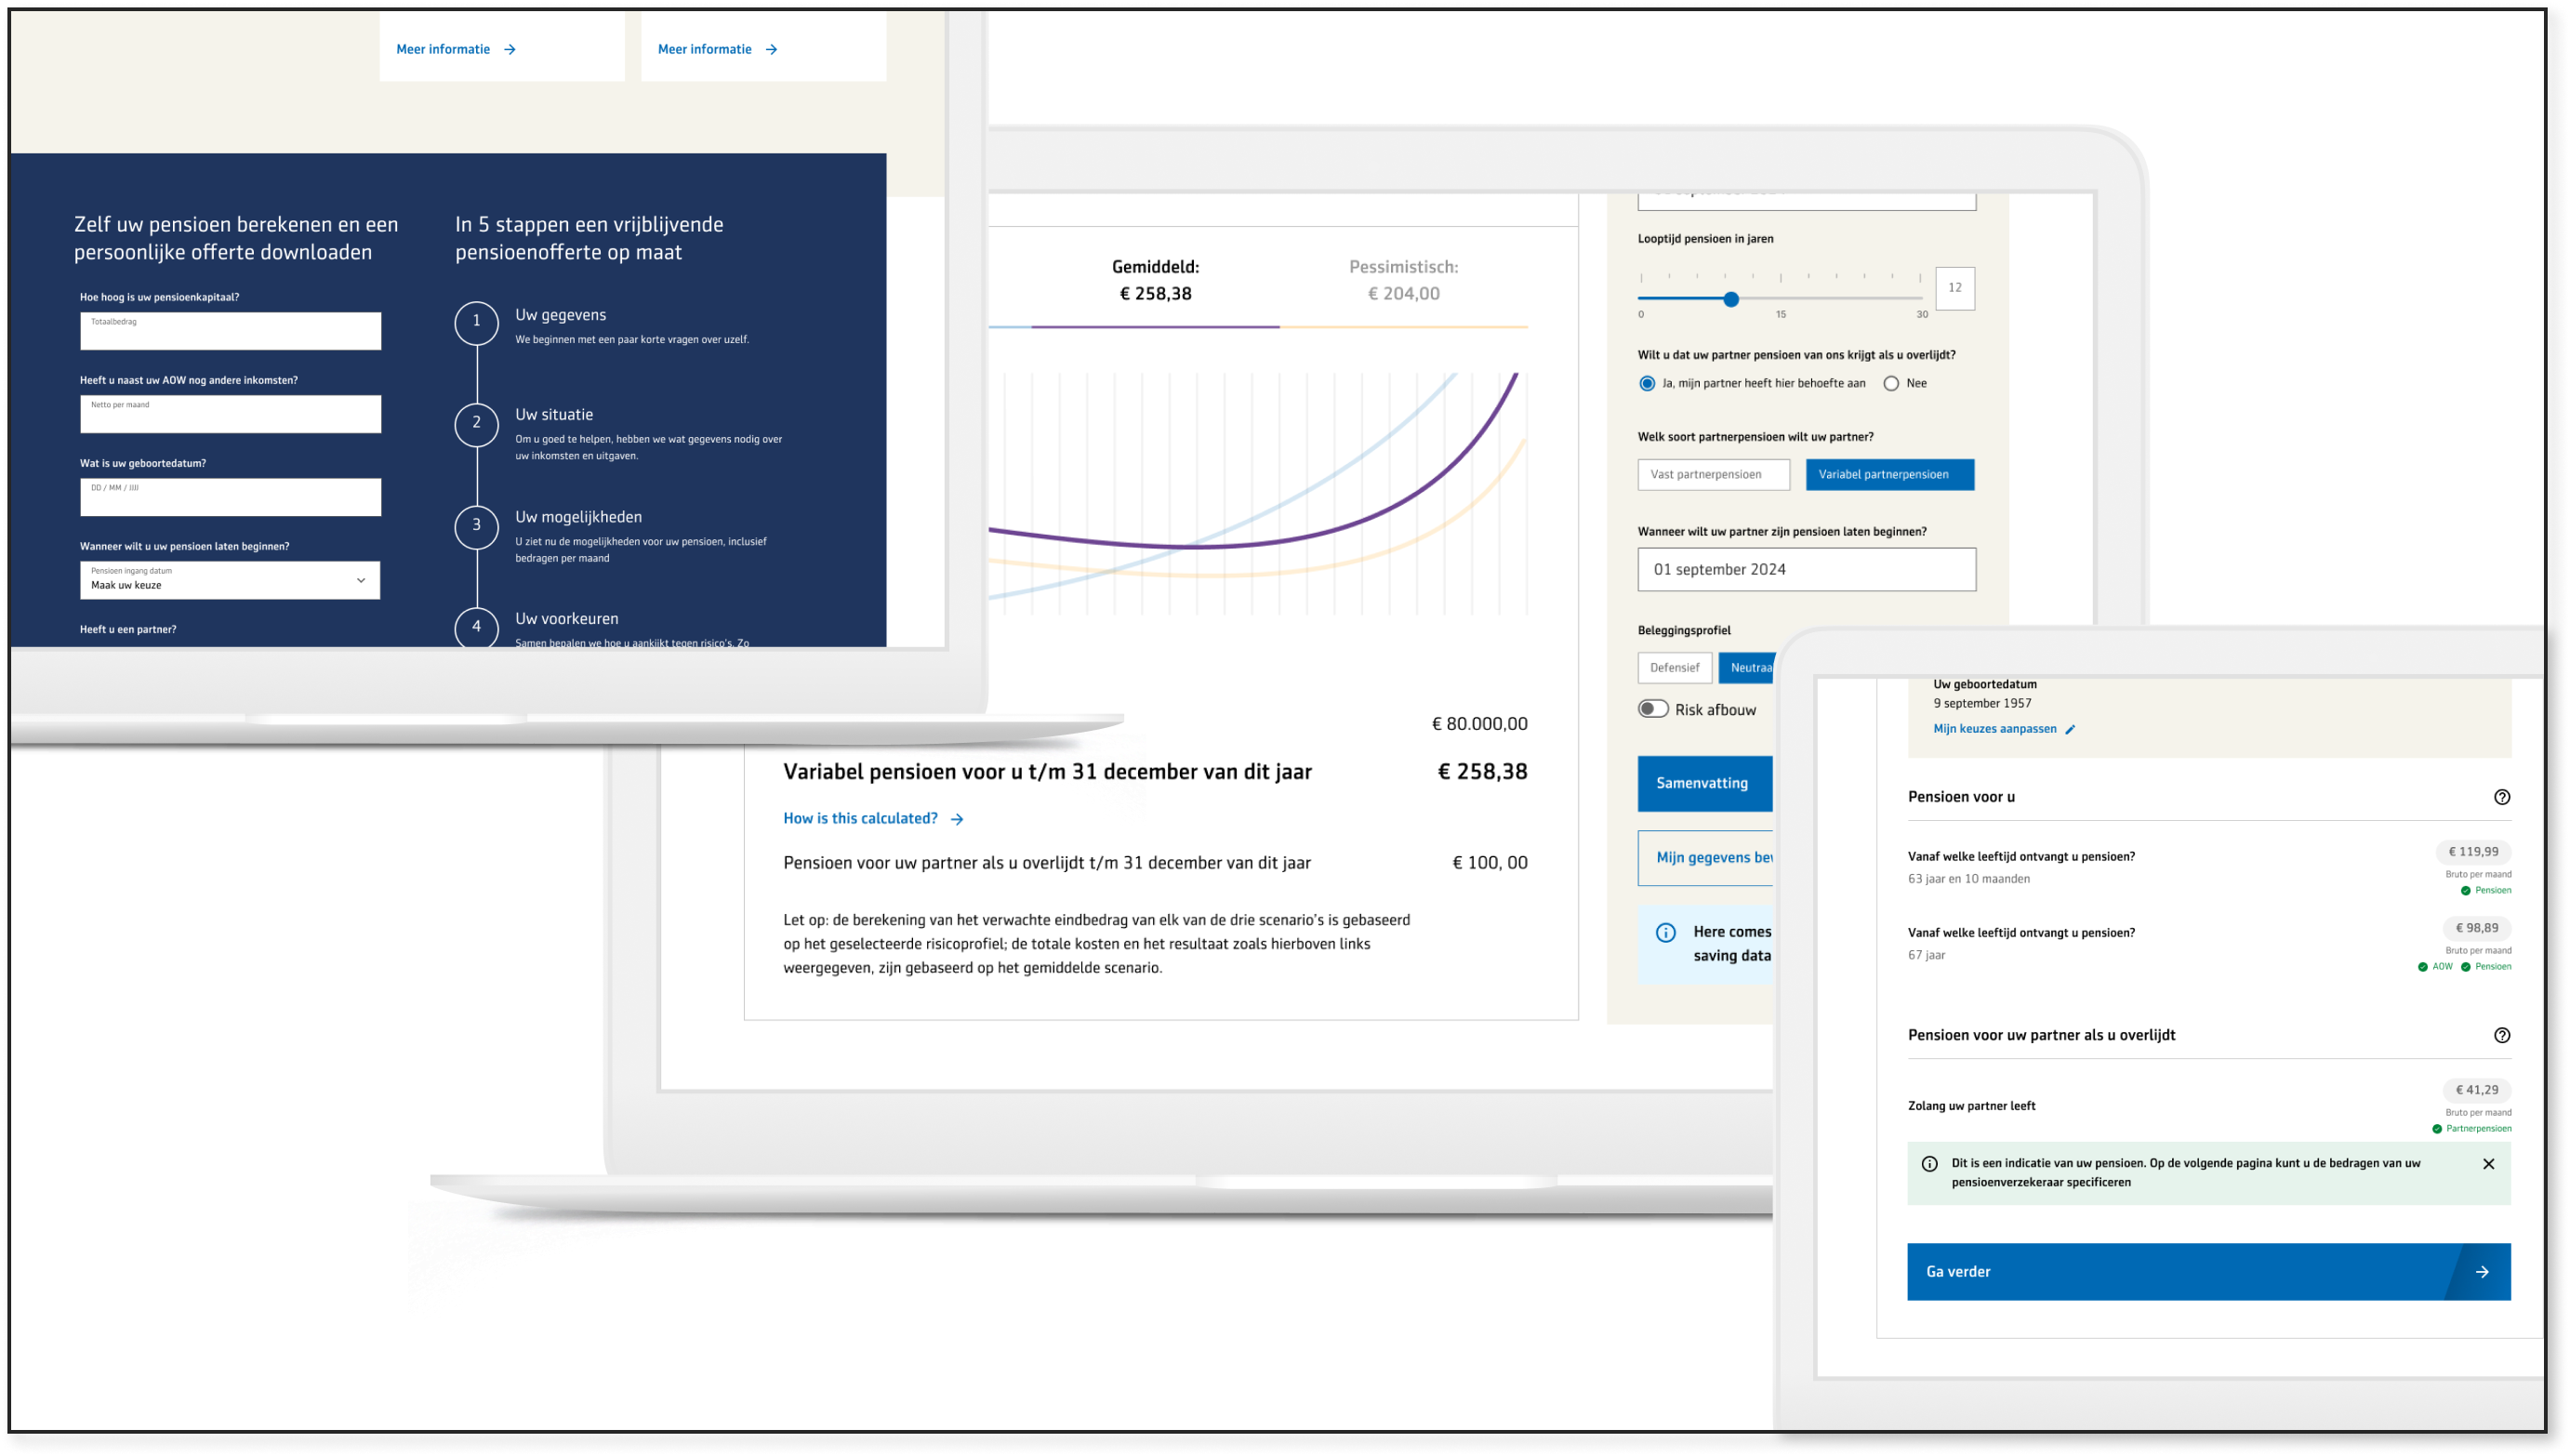 Meer informatie
Meer informatie
Zelf uw pensioen berekenen en een
persoonlijke offerte downloaden
Hoe hoog is uw pensioenkapitaal?
Totaalbedrag
Heeft u naast uw AOW nog andere inkomsten?
Netto per maand
Wat is uw geboortedatum?
DD / MM / JJJJ
Wanneer wilt u uw pensioen laten beginnen?
Pensioen ingang datum
Maak uw keuze
Heeft u een partner?
In 5 stappen een vrijblijvende
pensioenofferte op maat
1
Uw gegevens
We beginnen met een paar korte vragen over uzelf.
2
Uw situatie
Om u goed te helpen, hebben we wat gegevens nodig over
uw inkomsten en uitgaven.
3
Uw mogelijkheden
U ziet nu de mogelijkheden voor uw pensioen, inclusief
bedragen per maand
4
Uw voorkeuren
Samen bepalen we hoe u aankijkt tegen risico's. Zo
Gemiddeld:
€ 258,38
Pessimistisch:
€ 204,00
€ 80.000,00
Variabel pensioen voor u t/m 31 december van dit jaar
€ 258,38
How is this calculated?
Pensioen voor uw partner als u overlijdt t/m 31 december van dit jaar
€ 100, 00
Let op: de berekening van het verwachte eindbedrag van elk van de drie scenario's is gebaseerd
op het geselecteerde risicoprofiel; de totale kosten en het resultaat zoals hierboven links
weergegeven, zijn gebaseerd op het gemiddelde scenario.
Looptijd pensioen in jaren
12
0 15 30
Wilt u dat uw partner pensioen van ons krijgt als u overlijdt?
Ja, mijn partner heeft hier behoefte aan
Nee
Welk soort partnerpensioen wilt uw partner?
Vast partnerpensioen
Variabel partnerpensioen
Wanneer wilt uw partner zijn pensioen laten beginnen?
01 september 2024
Beleggingsprofiel
Defensief
Neutraa
Risk afbouw
Samenvatting
Mijn gegevens be
Here comes
saving data
Uw geboortedatum
9 september 1957
Mijn keuzes aanpassen
Pensioen voor u
Vanaf welke leeftijd ontvangt u pensioen?
63 jaar en 10 maanden
€ 119,99
Bruto per maand
Pensioen
Vanaf welke leeftijd ontvangt u pensioen?
67 jaar
€ 98,89
Bruto per maand
AOW Pensioen
Pensioen voor uw partner als u overlijdt
Zolang uw partner leeft
€ 41,29
Bruto per maand
Partnerpensioen
Dit is een indicatie van uw pensioen. Op de volgende pagina kunt u de bedragen van uw
pensioenverzekeraar specificeren
Ga verder